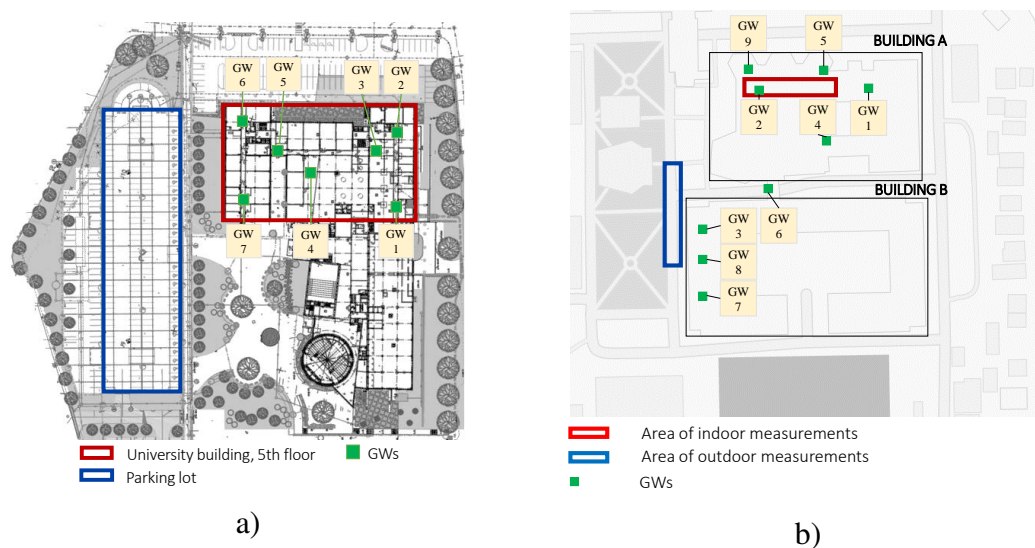 a)
GW
6
GW
5
GW
3
GW
2
GW
7
GW
4
GW
1
University building, 5th floor
GWs
Parking lot
b)
BUILDING A
GW
9
GW
5
GW
2
GW
4
GW
1
BUILDING B
GW
3
GW
6
GW
8
GW
7
Area of indoor measurements
Area of outdoor measurements
GWs
a)
b)